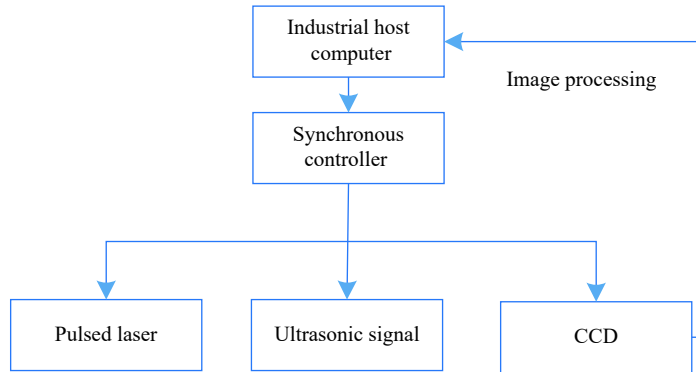 Industrial host
computer
Image processing
Synchronous
controller
Pulsed laser
Ultrasonic signal
CCD